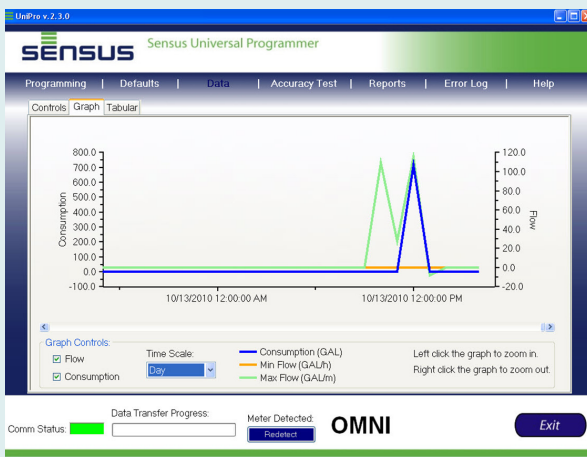 UniPro v.2.3.0
sensus Sensus Universal Programmer
Programming | Defaults | Data | Accuracy Test | Reports | Error Log | Help
Controls Graph Tabular
800.0
700.0
600.0
500.0
400.0
300.0
200.0
100.0
0.0
-100.0
Consumption
120.0
100.0
80.0
60.0
40.0
20.0
0.0
-20.0
Flow
10/13/2010 12:00:00 AM 10/13/2010 12:00:00 PM
Graph Controls:
Flow
Consumption
Time Scale:
Day
Consumption (GAL)
Min Flow (GAL/h)
Max Flow (GAL/m)
Left click the graph to zoom in.
Right click the graph to zoom out.
Comm Status:
Data Transfer Progress:
Meter Detected:
Redetect
OMNI
Exit